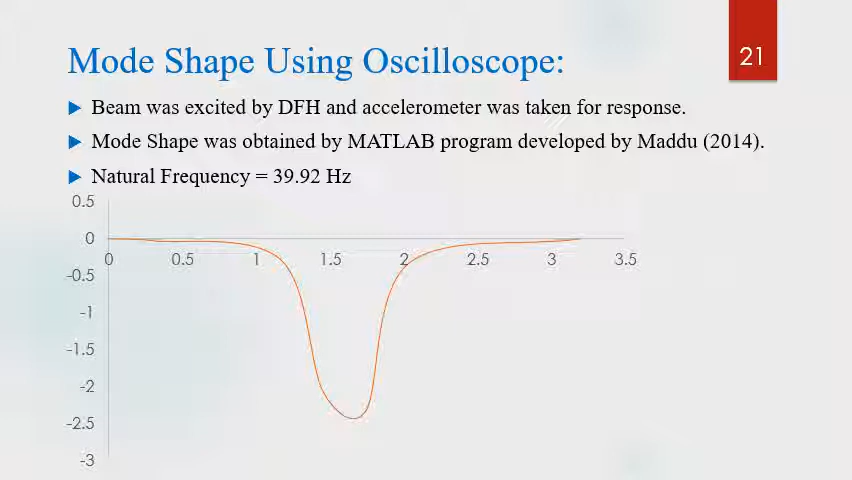 Mode Shape Using Oscilloscope:
21
Beam was excited by DFH and accelerometer was taken for response.
Mode Shape was obtained by MATLAB program developed by Maddu (2014).
Natural Frequency = 39.92 Hz
0.5
0
0 0.5 1 1.5 2 2.5 3 3.5
-0.5
-1
-1.5
-2
-2.5
-3